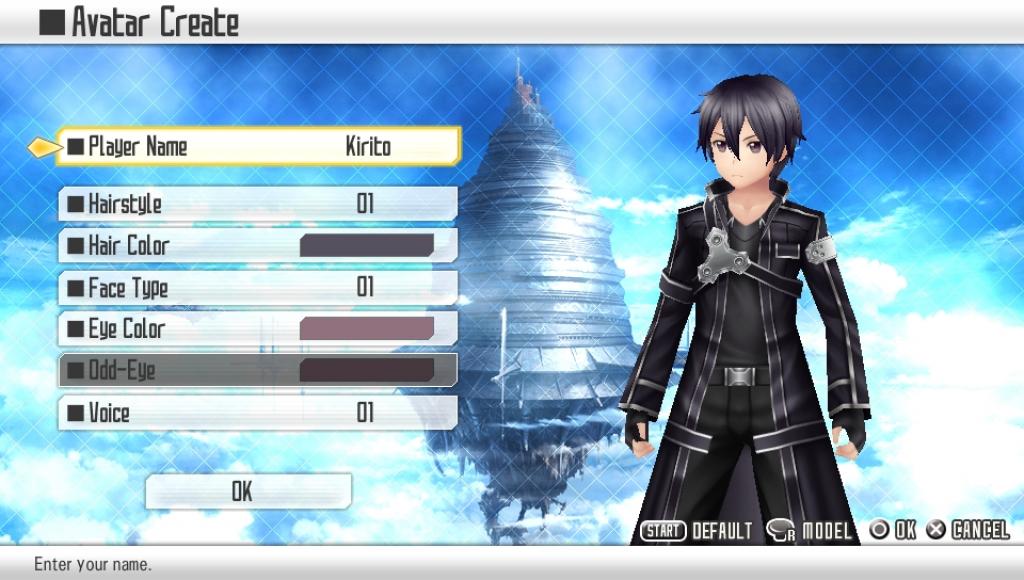 Avatar Create
Player Name Kirito
Hairstyle 01
Hair Color
Face Type 01
Eye Color
Odd-Eye
Voice 01
OK
START DEFAULT R MODEL OK CANCEL
Enter your name.